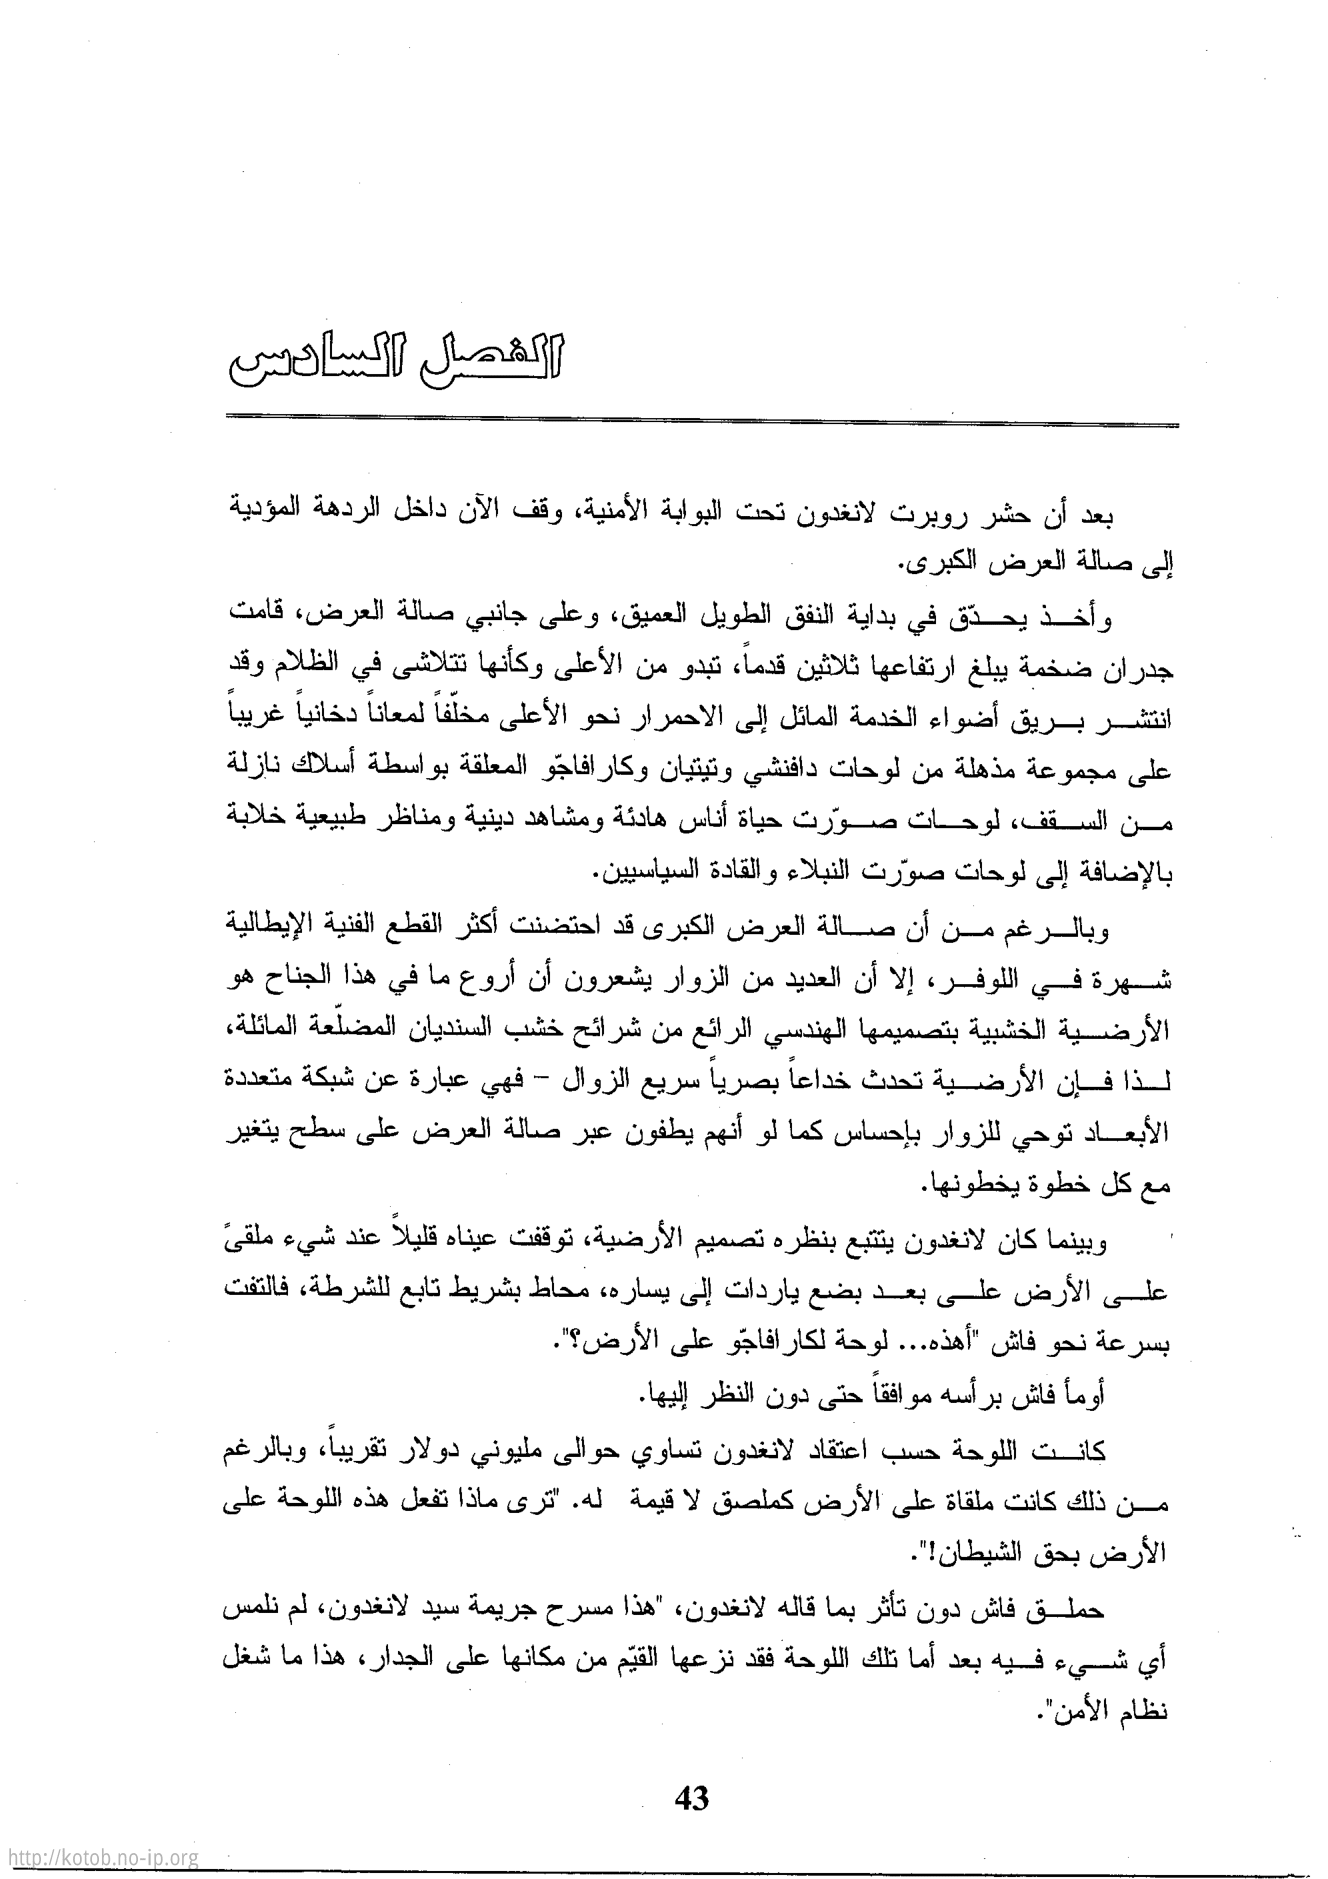 الفصل السادس
بعد أن حشر روبرت لانغدون تحت البوابة الأمنية، وقف الآن داخل الردهة المؤدية
إلى صالة العرض الكبرى.
وأخذ يحدّق في بداية النفق الطويل العميق، وعلى جانبي صالة العرض، قامت
جدران ضخمة يبلغ ارتفاعها ثلاثين قدماً، تبدو من الأعلى وكأنها تتلاشى في الظلام وقد
انتشر بريق أضواء الخدمة المائل إلى الاحمرار نحو الأعلى مخلّفاً لمعاناً دخانياً غريباً
على مجموعة مذهلة من لوحات دافنشي وتيتيان وكارافاجّو المعلقة بواسطة أسلاك نازلة
من السقف، لوحات صوّرت حياة أناس هادئة ومشاهد دينية ومناظر طبيعية خلابة
بالإضافة إلى لوحات صوّرت النبلاء والقادة السياسيين.
وبالرغم من أن صالة العرض الكبرى قد احتضنت أكثر القطع الفنية الإيطالية
شهرة في اللوفر، إلا أن العديد من الزوار يشعرون أن أروع ما في هذا الجناح هو
الأرضية الخشبية بتصميمها الهندسي الرائع من شرائح خشب السنديان المضلّعة المائلة،
لذا فإن الأرضية تحدث خداعاً بصرياً سريع الزوال – فهي عبارة عن شبكة متعددة
الأبعاد توحي للزوار بإحساس كما لو أنهم يطفون عبر صالة العرض على سطح يتغير
مع كل خطوة يخطونها.
وبينما كان لانغدون يتتبع بنظره تصميم الأرضية، توقفت عيناه قليلاً عند شيء ملقىً
على الأرض على بعد بضع ياردات إلى يساره، محاط بشريط تابع للشرطة، فالتفت
بسرعة نحو فاش "أهذه... لوحة لكارافاجّو على الأرض؟".
أومأ فاش برأسه موافقاً حتى دون النظر إليها.
كانت اللوحة حسب اعتقاد لانغدون تساوي حوالى مليوني دولار تقريباً، وبالرغم
من ذلك كانت ملقاة على الأرض كملصق لا قيمة له. "ترى ماذا تفعل هذه اللوحة على
الأرض بحق الشيطان!".
حملق فاش دون تأثر بما قاله لانغدون، "هذا مسرح جريمة سيد لانغدون، لم نلمس
أي شيء فيه بعد أما تلك اللوحة فقد نزعها القيّم من مكانها على الجدار، هذا ما شغل
نظام الأمن".
43
http://kotob.no-ip.org